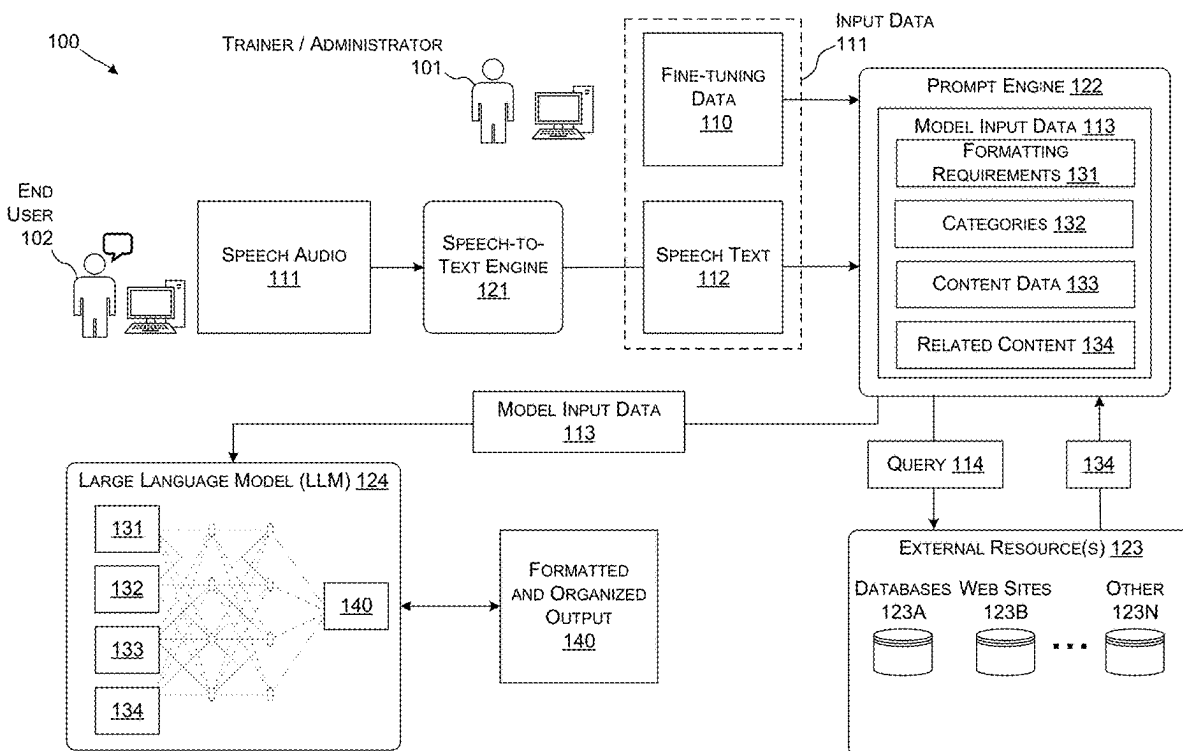 100
TRAINER / ADMINISTRATOR
101
INPUT DATA
111
FINE-TUNING
DATA
110
PROMPT ENGINE 122
MODEL INPUT DATA 113
FORMATTING
REQUIREMENTS 131
CATEGORIES 132
CONTENT DATA 133
RELATED CONTENT 134
END
USER
102
SPEECH AUDIO
111
SPEECH-TO-
TEXT ENGINE
121
SPEECH TEXT
112
MODEL INPUT DATA
113
QUERY 114
134
LARGE LANGUAGE MODEL (LLM) 124
131
132
133
134
140
FORMATTED
AND ORGANIZED
OUTPUT
140
EXTERNAL RESOURCE(S) 123
DATABASES
123A
WEB SITES
123B
OTHER
123N